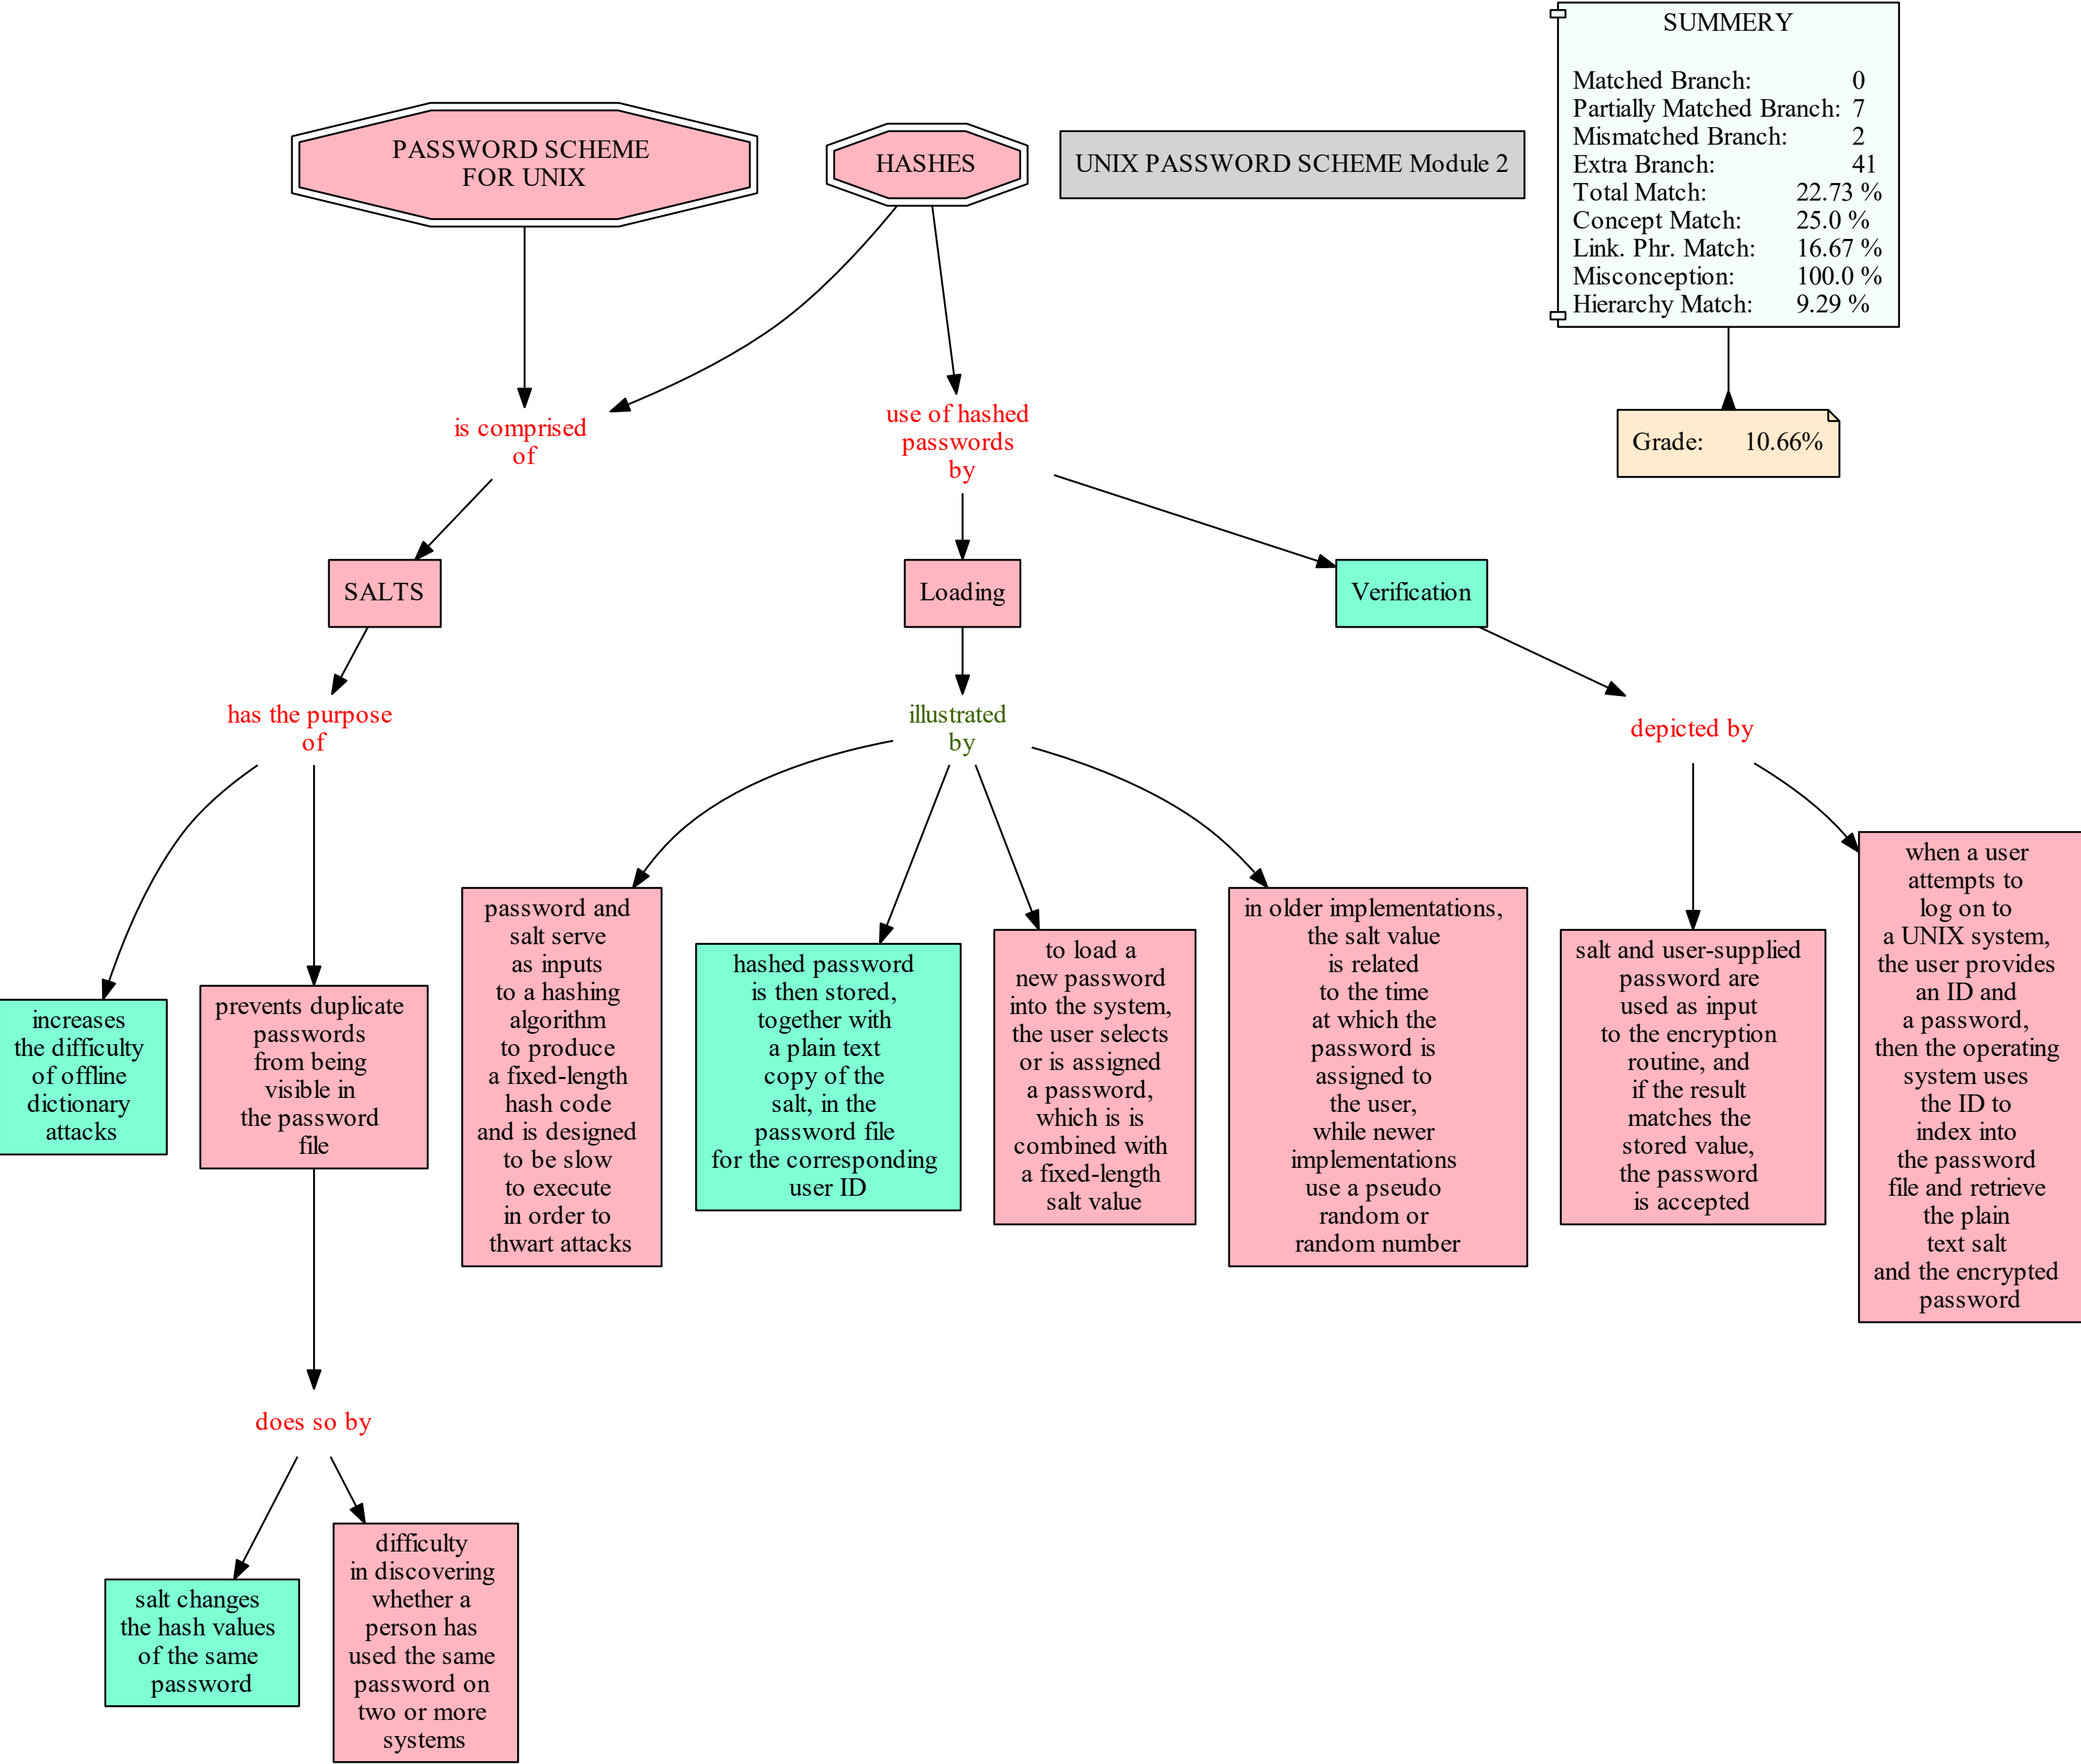 SUMMERY
Matched Branch: 0
Partially Matched Branch: 7
Mismatched Branch: 2
Extra Branch: 41
Total Match: 22.73 %
Concept Match: 25.0 %
Link. Phr. Match: 16.67 %
Misconception: 100.0 %
Hierarchy Match: 9.29 %
PASSWORD SCHEME
FOR UNIX
HASHES
UNIX PASSWORD SCHEME Module 2
Grade: 10.66%
is comprised
of
use of hashed
passwords
by
SALTS
Loading
Verification
has the purpose
of
illustrated
by
depicted by
increases
the difficulty
of offline
dictionary
attacks
prevents duplicate
passwords
from being
visible in
the password
file
password and
salt serve
as inputs
to a hashing
algorithm
to produce
a fixed-length
hash code
and is designed
to be slow
to execute
in order to
thwart attacks
hashed password
is then stored,
together with
a plain text
copy of the
salt, in the
password file
for the corresponding
user ID
to load a
new password
into the system,
the user selects
or is assigned
a password,
which is is
combined with
a fixed-length
salt value
in older implementations,
the salt value
is related
to the time
at which the
password is
assigned to
the user,
while newer
implementations
use a pseudo
random or
random number
salt and user-supplied
password are
used as input
to the encryption
routine, and
if the result
matches the
stored value,
the password
is accepted
when a user
attempts to
log on to
a UNIX system,
the user provides
an ID and
a password,
then the operating
system uses
the ID to
index into
the password
file and retrieve
the plain
text salt
and the encrypted
password
does so by
salt changes
the hash values
of the same
password
difficulty
in discovering
whether a
person has
used the same
password on
two or more
systems